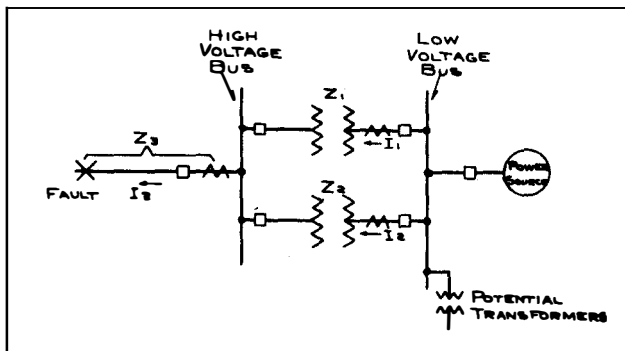 HIGH
VOLTAGE
BUS
LOW
VOLTAGE
BUS
Z1
Z3
I1
FAULT
I3
POWER
SOURCE
Z2
I2
POTENTIAL
TRANSFORMERS